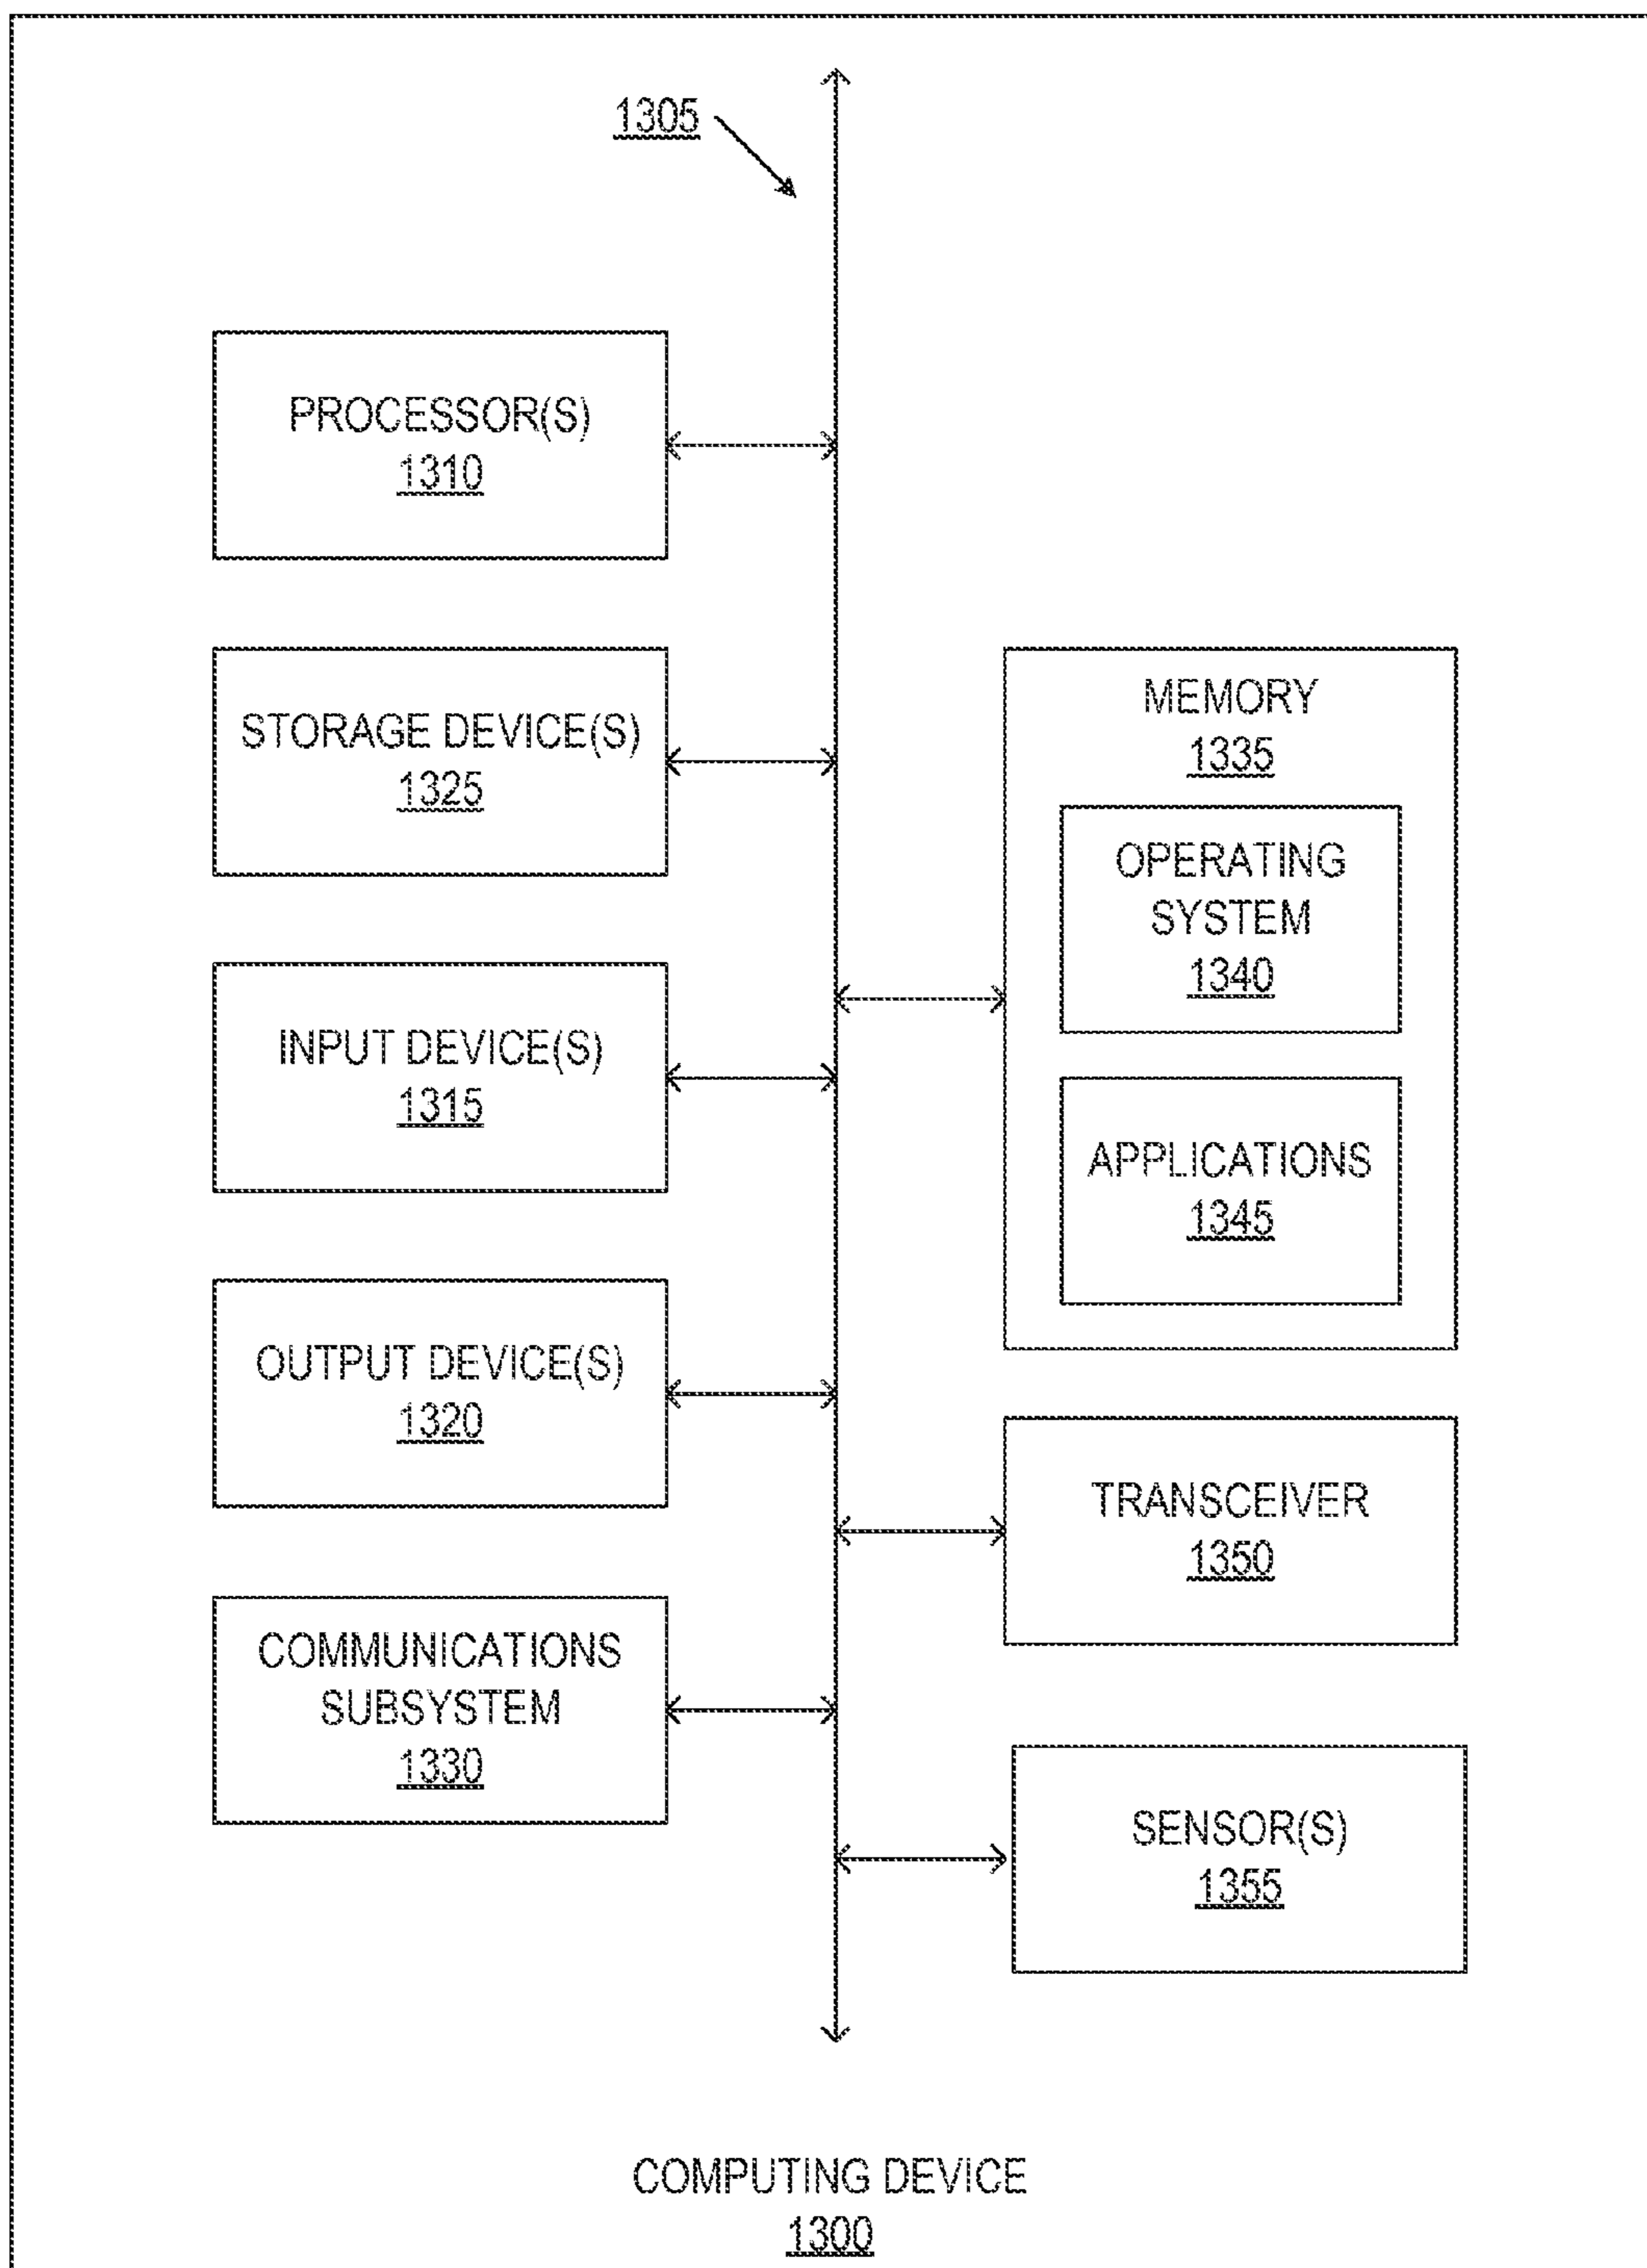 1305
PROCESSOR(S)
1310
STORAGE DEVICE(S)
1325
INPUT DEVICE(S)
1315
OUTPUT DEVICE(S)
1320
COMMUNICATIONS
SUBSYSTEM
1330
MEMORY
1335
OPERATING
SYSTEM
1340
APPLICATIONS
1345
TRANSCEIVER
1350
SENSOR(S)
1355
COMPUTING DEVICE
1300